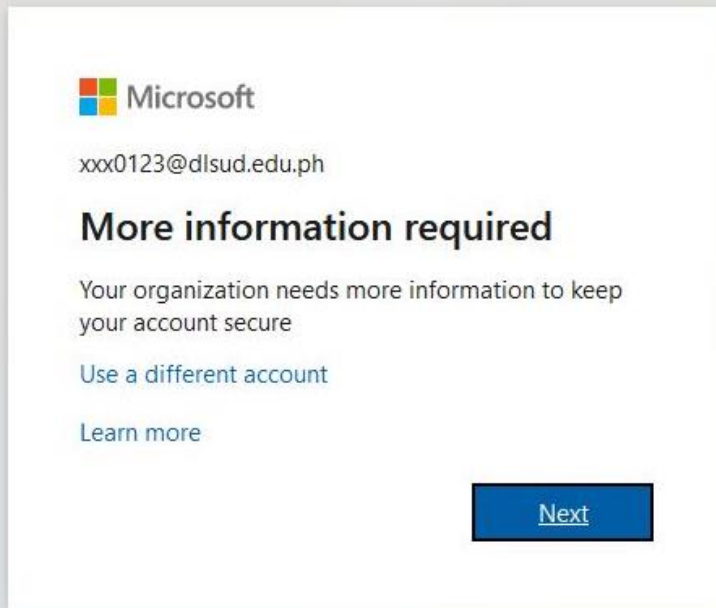 Microsoft
xxx0123@dlsud.edu.ph
More information required
Your organization needs more information to keep
your account secure
Use a different account
Learn more
Next